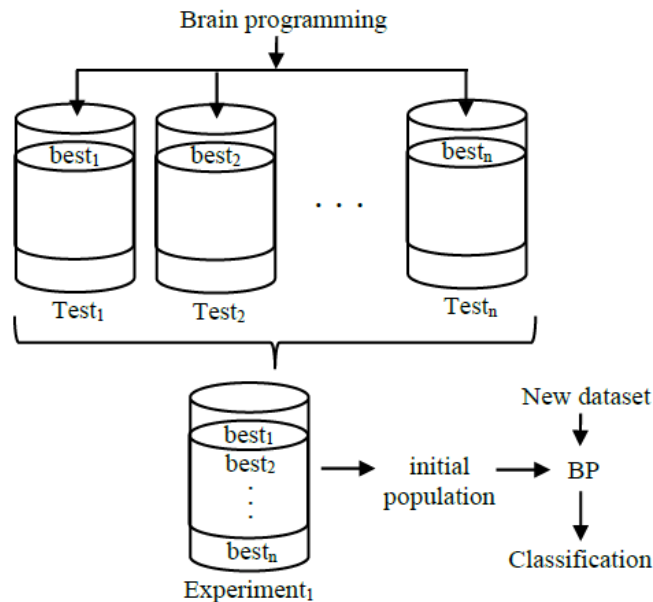 Brain programming
best₁ best₂ bestₙ
. . .
Test₁ Test₂ Testₙ
New dataset
best₁
best₂
initial
population
BP
bestₙ
Classification
Experiment₁